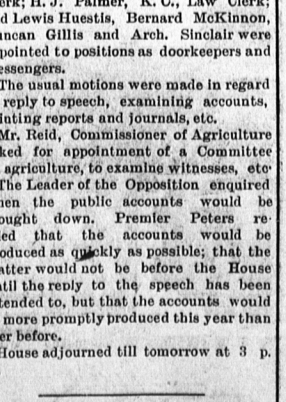 erk; H. J. Palmer, K. C., Law Clerk;
d Lewis Huestis, Bernard McKinnon,
uncan Gillis and Arch. Sinclair were
pointed to positions as doorkeepers and
essengers.
The usual motions were made in regard
reply to speech, examining accounts,
inting reports and journals, etc.
Mr. Reid, Commissioner of Agriculture
ked for appointment of a Committee
agriculture, to examine witnesses, etc·
The Leader of the Opposition enquired
hen the public accounts would be
ought down. Premier Peters re-
ied that the accounts would be
oduced as quickly as possible; that the
atter would not be before the House
til the reply to the speech has been
tended to, but that the accounts would
more promptly produced this year than
er before.
House adjourned till tomorrow at 3 p.